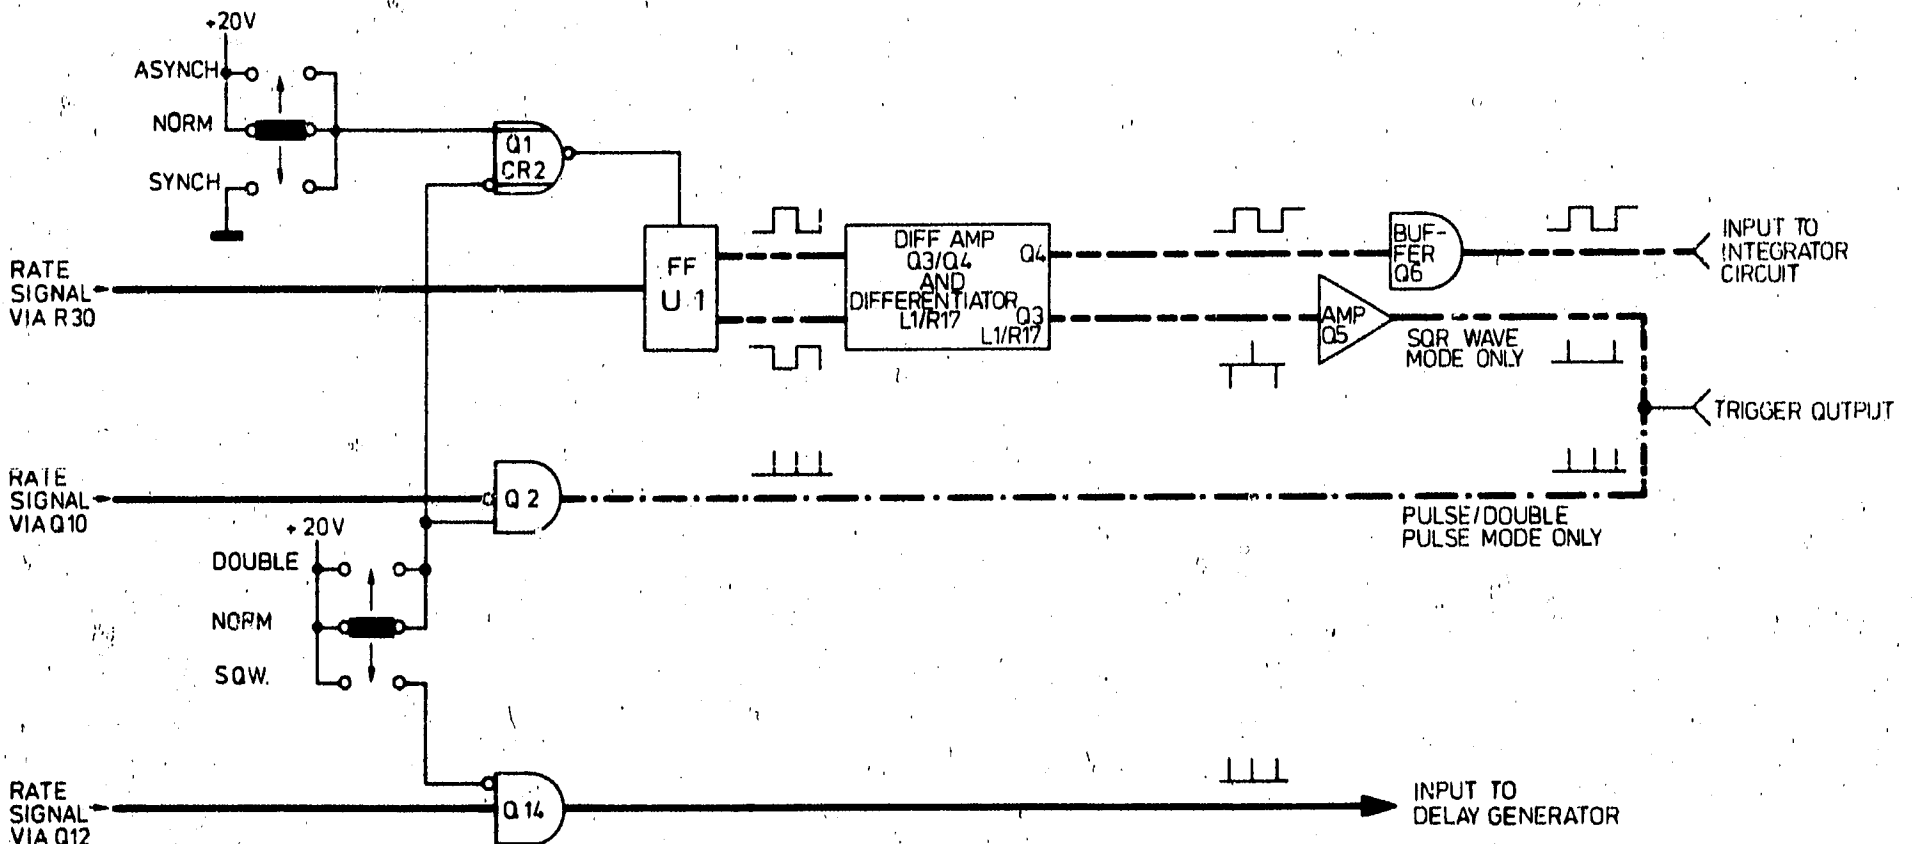 +20V
ASYNCH
NORM
SYNCH
Q1
CR2
RATE
SIGNAL
VIA R30
FF
U 1
DIFF AMP
Q3/Q4
AND
DIFFERENTIATOR
L1/R17
Q4
Q3
L1/R17
BUF-
FER
Q6
INPUT TO
INTEGRATOR
CIRCUIT
AMP
Q5
SQR WAVE
MODE ONLY
TRIGGER OUTPUT
RATE
SIGNAL
VIA Q10
Q 2
PULSE/DOUBLE
PULSE MODE ONLY
+20V
DOUBLE
NORM
SQW.
RATE
SIGNAL
VIA Q12
Q 14
INPUT TO
DELAY GENERATOR